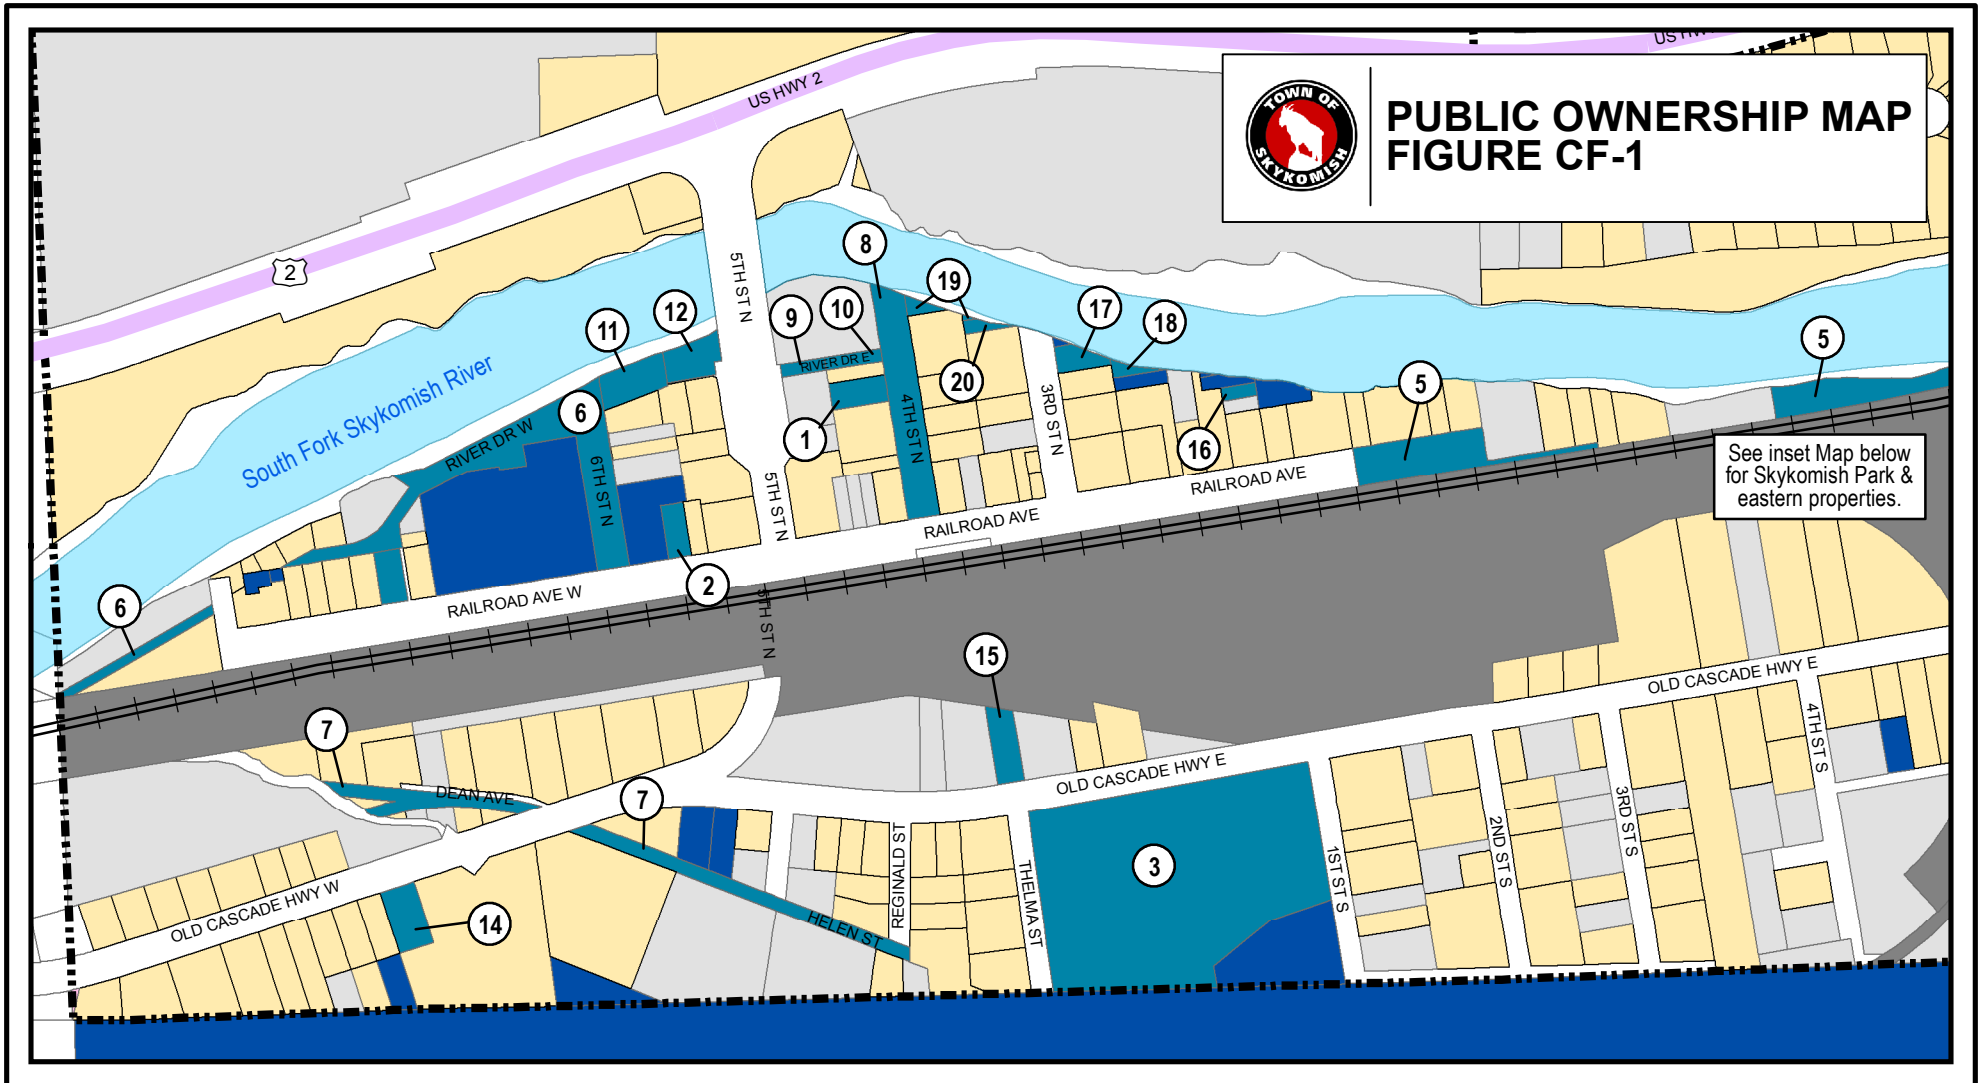 US HWY 2
US HW
TOWN OF
SKYKOMISH
PUBLIC OWNERSHIP MAP
FIGURE CF-1
2
South Fork Skykomish River
5TH ST N
8
19
9
10
11
12
17
18
5
RIVER DR E
20
5
6
1
4TH ST N
3RD ST N
16
RIVER DR W
6TH ST N
5TH ST N
RAILROAD AVE
RAILROAD AVE
See inset Map below
for Skykomish Park &
eastern properties.
2
6
RAILROAD AVE W
5TH ST N
15
OLD CASCADE HWY E
7
DEAN AVE
7
OLD CASCADE HWY E
4TH ST S
3RD ST S
2ND ST S
1ST ST S
REGINALD ST
THELMA ST
3
OLD CASCADE HWY W
14
HELEN ST